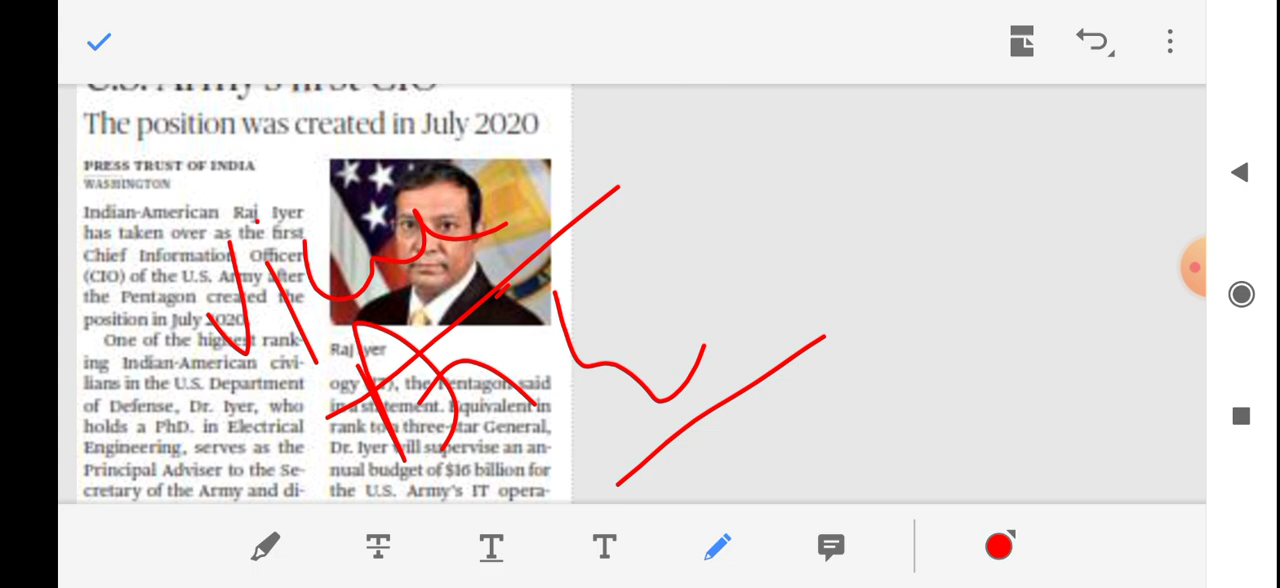 U.S. Army's first CIO
The position was created in July 2020
PRESS TRUST OF INDIA
WASHINGTON
Indian-American Raj Iyer
has taken over as the first
Chief Information Officer
(CIO) of the U.S. Army after
the Pentagon created the
position in July 2020.
One of the highest rank-
ing Indian-American civi-
lians in the U.S. Department
of Defense, Dr. Iyer, who
holds a PhD. in Electrical
Engineering, serves as the
Principal Adviser to the Se-
cretary of the Army and di-
Raj Iyer
ogy (IT), the Pentagon said
in a statement. Equivalent in
rank to a three-star General,
Dr. Iyer will supervise an an-
nual budget of $16 billion for
the U.S. Army's IT opera-